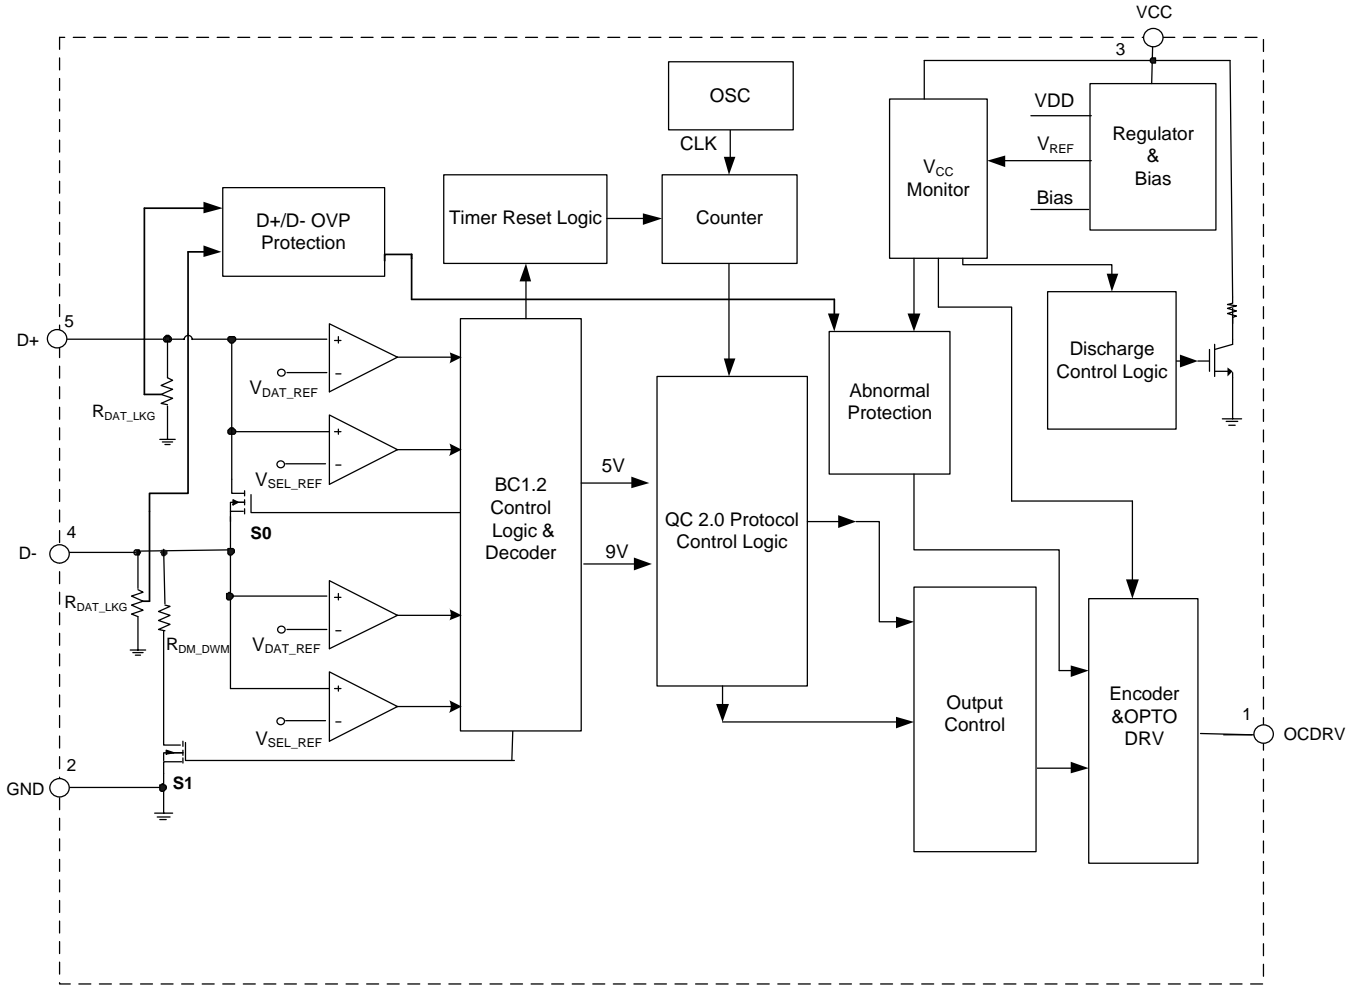 VCC
3
OSC
CLK
VDD
VREF
Bias
Regulator
&
Bias
VCC
Monitor
Timer Reset Logic
Counter
D+/D- OVP
Protection
5
D+
+
−
VDAT_REF
RDAT_LKG
+
−
VSEL_REF
S0
4
D-
RDAT_LKG
RDM_DWM
+
−
VDAT_REF
+
−
VSEL_REF
S1
2
GND
BC1.2
Control
Logic &
Decoder
5V
9V
QC 2.0 Protocol
Control Logic
Abnormal
Protection
Discharge
Control Logic
Output
Control
Encoder
&OPTO
DRV
1
OCDRV